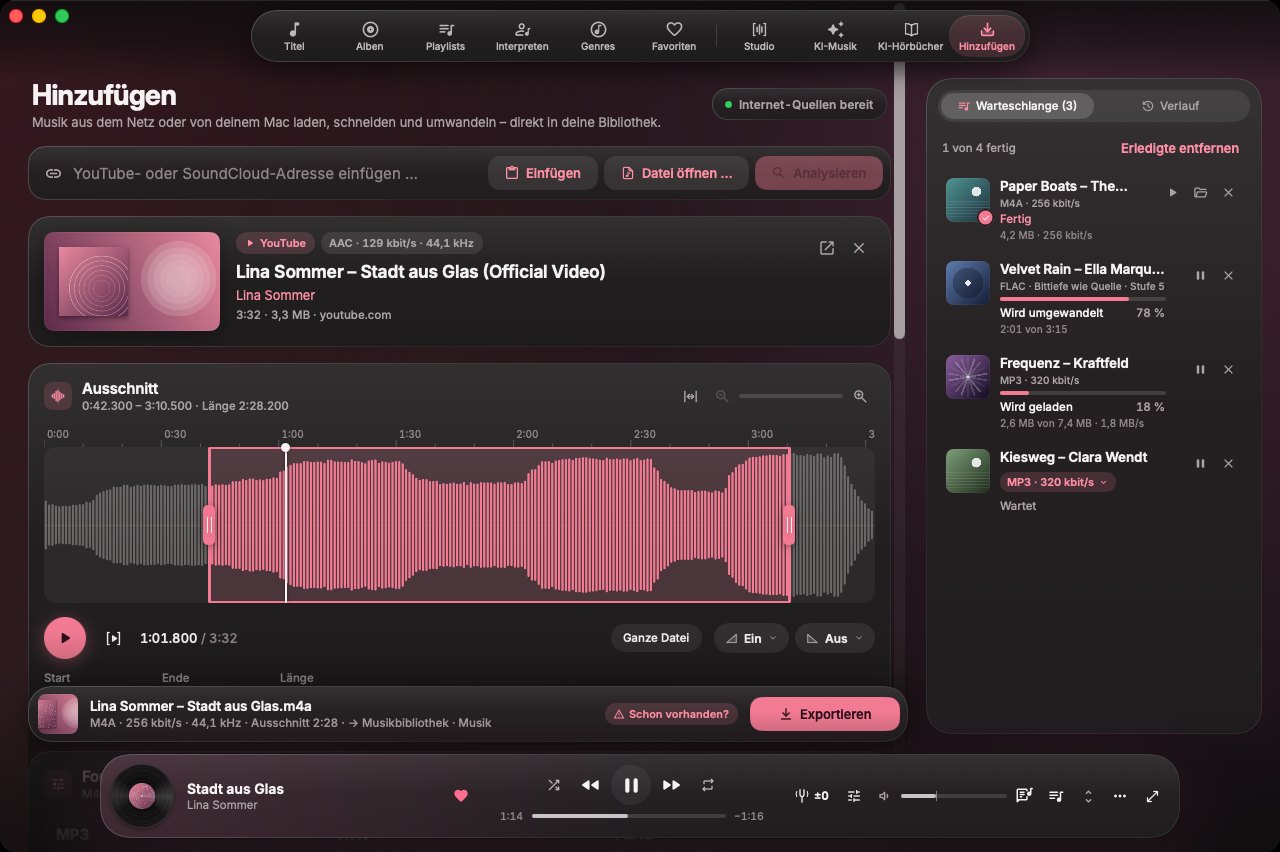 Titel
Alben
Playlists
Interpreten
Genres
Favoriten
Studio
KI-Musik
KI-Hörbücher
Hinzufügen
Hinzufügen
Musik aus dem Netz oder von deinem Mac laden, schneiden und umwandeln – direkt in deine Bibliothek.
Internet-Quellen bereit
YouTube- oder SoundCloud-Adresse einfügen ...
Einfügen
Datei öffnen ...
Analysieren
YouTube
AAC · 129 kbit/s · 44,1 kHz
Lina Sommer – Stadt aus Glas (Official Video)
Lina Sommer
3:32 · 3,3 MB · youtube.com
Ausschnitt
0:42.300 – 3:10.500 · Länge 2:28.200
0:00
0:30
1:00
1:30
2:00
2:30
3:00
3
1:01.800 / 3:32
Ganze Datei
Ein
Aus
Start
Ende
Länge
Lina Sommer – Stadt aus Glas.m4a
M4A · 256 kbit/s · 44,1 kHz · Ausschnitt 2:28 · → Musikbibliothek · Musik
Schon vorhanden?
Exportieren
Warteschlange (3)
Verlauf
1 von 4 fertig
Erledigte entfernen
Paper Boats – The...
M4A · 256 kbit/s
Fertig
4,2 MB · 256 kbit/s
Velvet Rain – Ella Marqu...
FLAC · Bittiefe wie Quelle · Stufe 5
Wird umgewandelt
78 %
2:01 von 3:15
Frequenz – Kraftfeld
MP3 · 320 kbit/s
Wird geladen
18 %
2,6 MB von 7,4 MB · 1,8 MB/s
Kiesweg – Clara Wendt
MP3 · 320 kbit/s
Wartet
Fo
M4
MP3
Stadt aus Glas
Lina Sommer
1:14
−1:16
±0